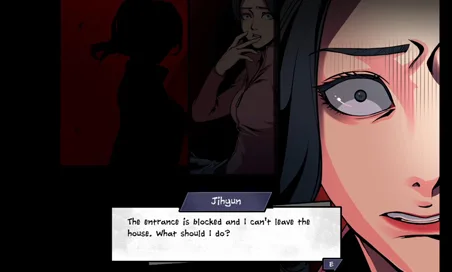 Jihyun
The entrance is blocked and I can't leave the
house. What should I do?
E